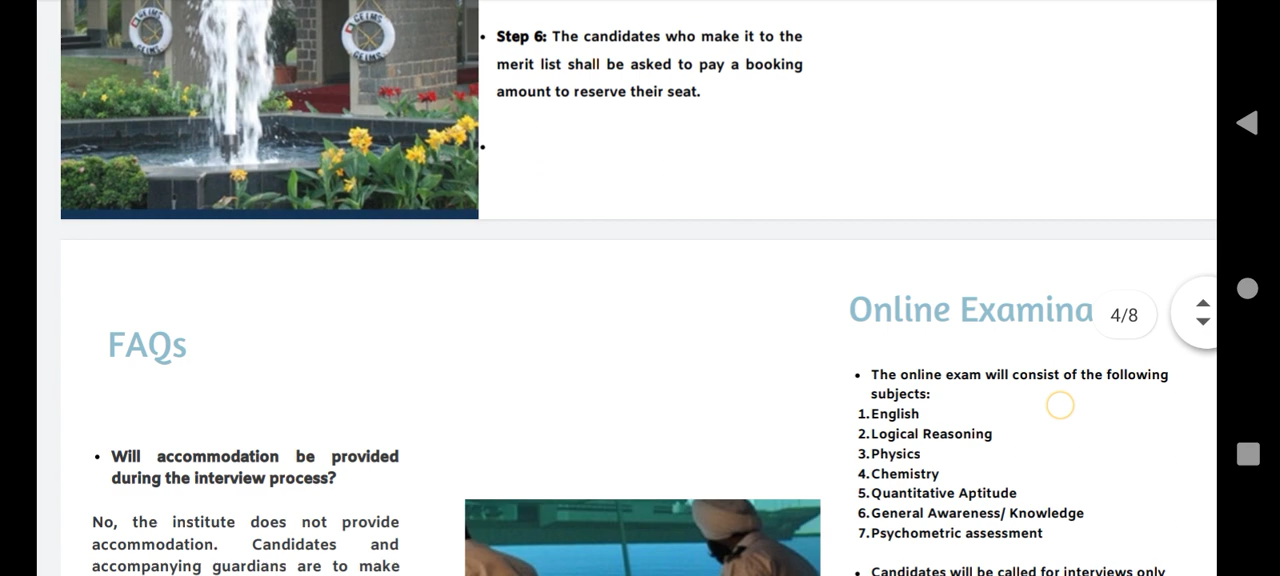 GEIMS
GEIMS
GEIMS
GEIMS
• Step 6: The candidates who make it to the
merit list shall be asked to pay a booking
amount to reserve their seat.
•
FAQs
• Will accommodation be provided
during the interview process?
No, the institute does not provide
accommodation. Candidates and
accompanying guardians are to make
Online Examina
4/8
• The online exam will consist of the following
subjects:
1.English
2.Logical Reasoning
3.Physics
4.Chemistry
5.Quantitative Aptitude
6.General Awareness/ Knowledge
7.Psychometric assessment
• Candidates will be called for interviews only